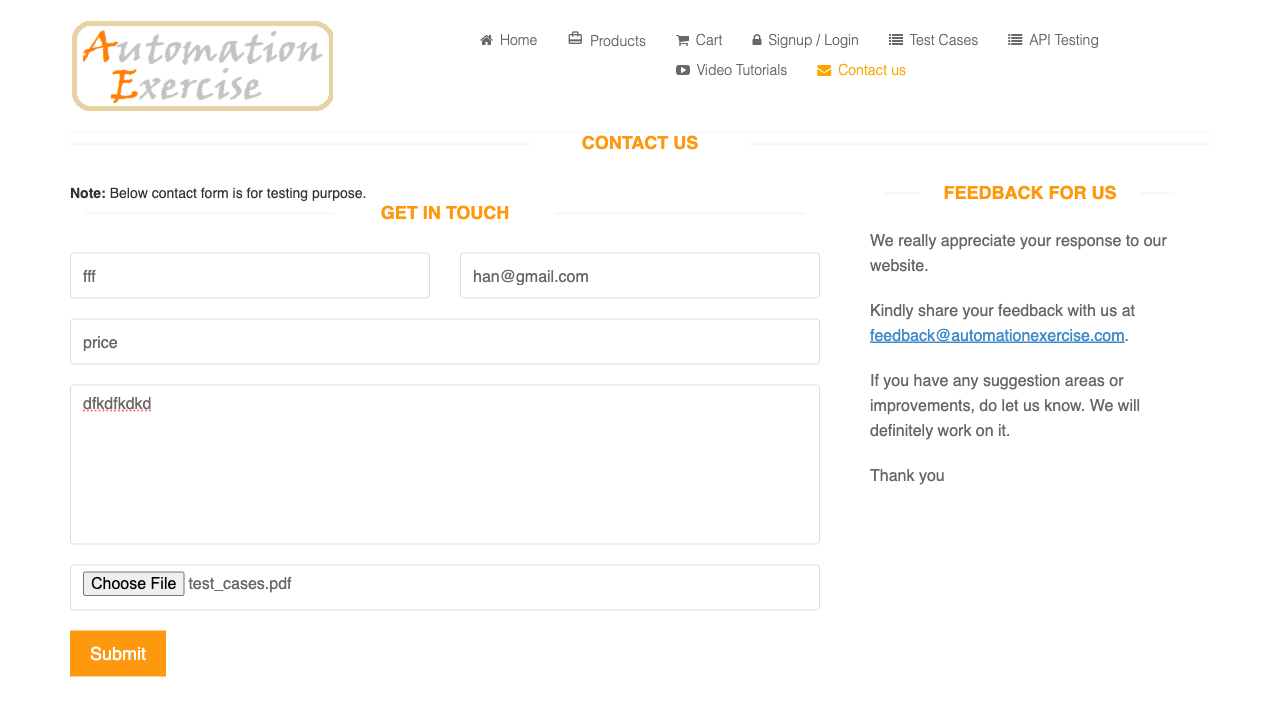 Automation
Exercise
Home Products Cart Signup / Login Test Cases API Testing
Video Tutorials Contact us
CONTACT US
Note: Below contact form is for testing purpose.
GET IN TOUCH
fff
han@gmail.com
price
dfkdfkdkd
Choose File test_cases.pdf
Submit
FEEDBACK FOR US
We really appreciate your response to our
website.
Kindly share your feedback with us at
feedback@automationexercise.com.
If you have any suggestion areas or
improvements, do let us know. We will
definitely work on it.
Thank you